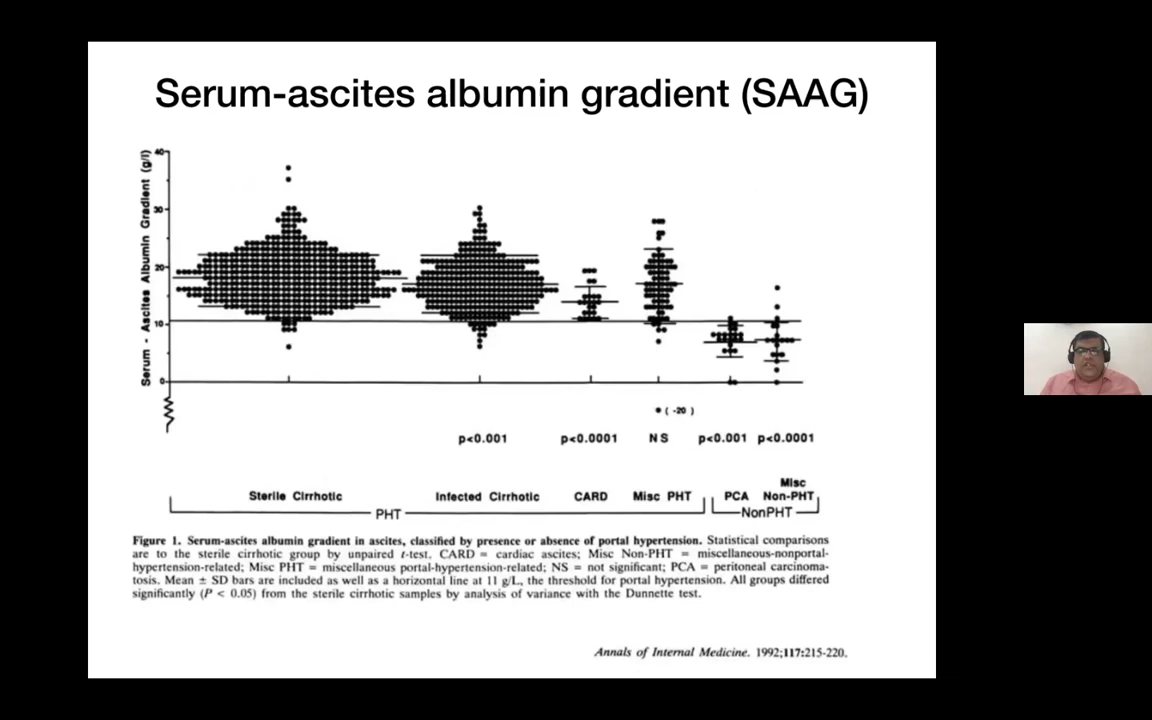 Serum-ascites albumin gradient (SAAG)
Serum - Ascites Albumin Gradient (g/l)
40
30
20
10
0
• ( -20 )
p<0.001 p<0.0001 NS p<0.001 p<0.0001
Sterile Cirrhotic Infected Cirrhotic CARD Misc PHT PCA Misc Non-PHT
PHT NonPHT
Figure 1. Serum-ascites albumin gradient in ascites, classified by presence or absence of portal hypertension. Statistical comparisons
are to the sterile cirrhotic group by unpaired t-test. CARD = cardiac ascites; Misc Non-PHT = miscellaneous-nonportal-
hypertension-related; Misc PHT = miscellaneous portal-hypertension-related; NS = not significant; PCA = peritoneal carcinoma-
tosis. Mean ± SD bars are included as well as a horizontal line at 11 g/L, the threshold for portal hypertension. All groups differed
significantly (P < 0.05) from the sterile cirrhotic samples by analysis of variance with the Dunnette test.
Annals of Internal Medicine. 1992;117:215-220.